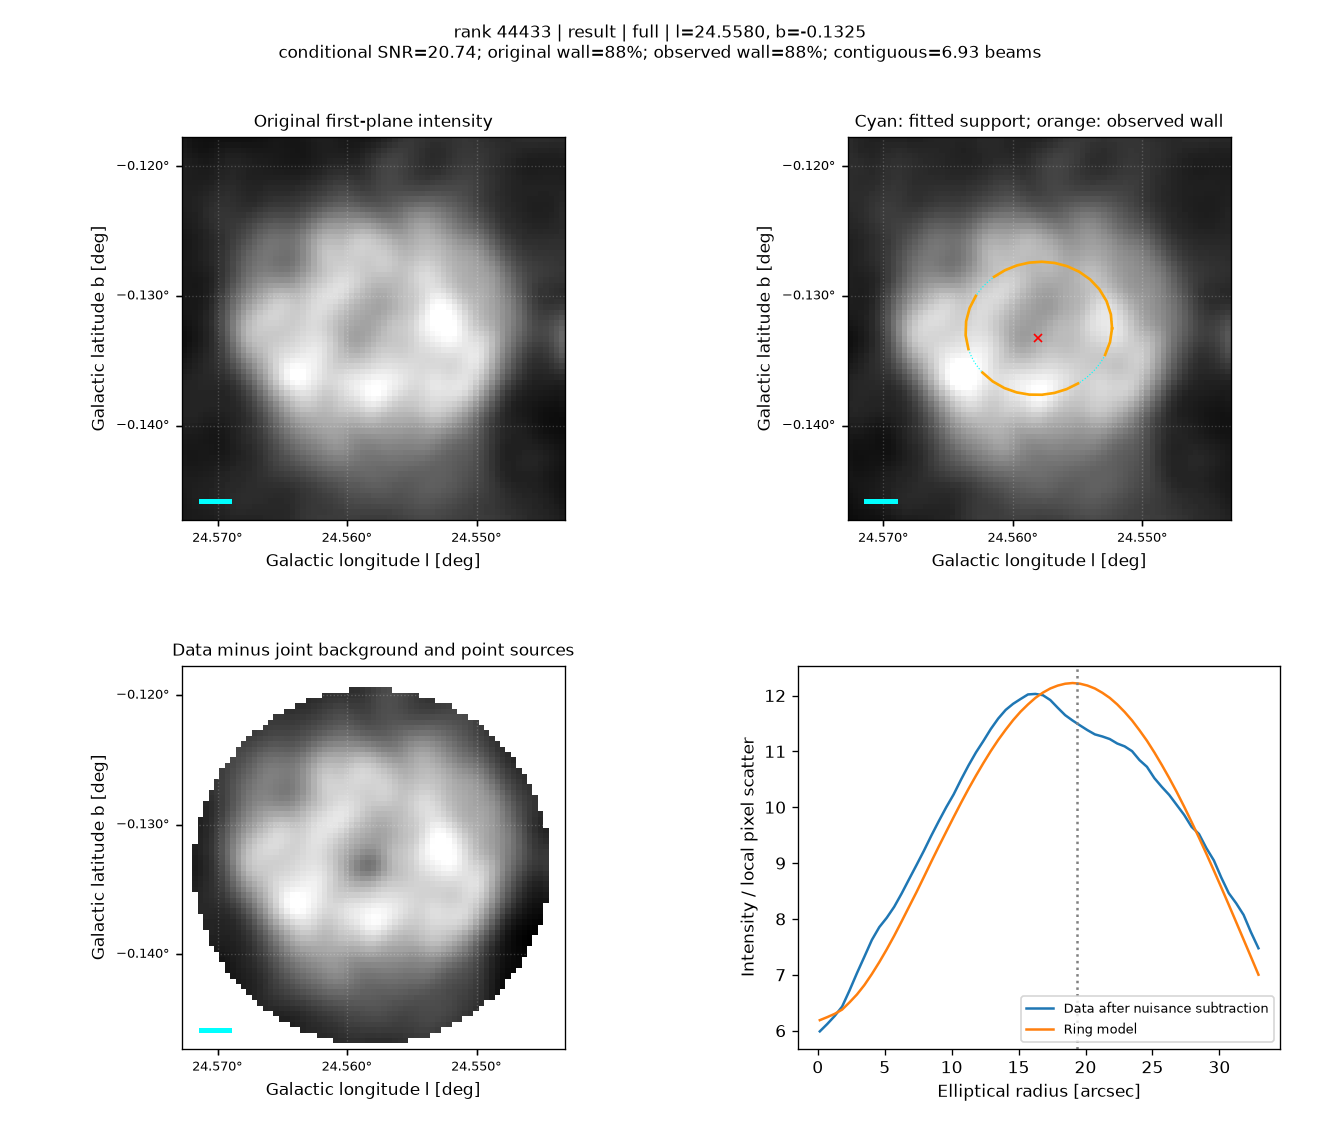 rank 44433 | result | full | l=24.5580, b=-0.1325
conditional SNR=20.74; original wall=88%; observed wall=88%; contiguous=6.93 beams
Original first-plane intensity
−0.120°
−0.130°
−0.140°
Galactic latitude b [deg]
24.570°
24.560°
24.550°
Galactic longitude l [deg]
Cyan: fitted support; orange: observed wall
−0.120°
−0.130°
−0.140°
Galactic latitude b [deg]
24.570°
24.560°
24.550°
Galactic longitude l [deg]
Data minus joint background and point sources
−0.120°
−0.130°
−0.140°
Galactic latitude b [deg]
24.570°
24.560°
24.550°
Galactic longitude l [deg]
12
11
10
9
8
7
6
Intensity / local pixel scatter
Data after nuisance subtraction
Ring model
0
5
10
15
20
25
30
Elliptical radius [arcsec]